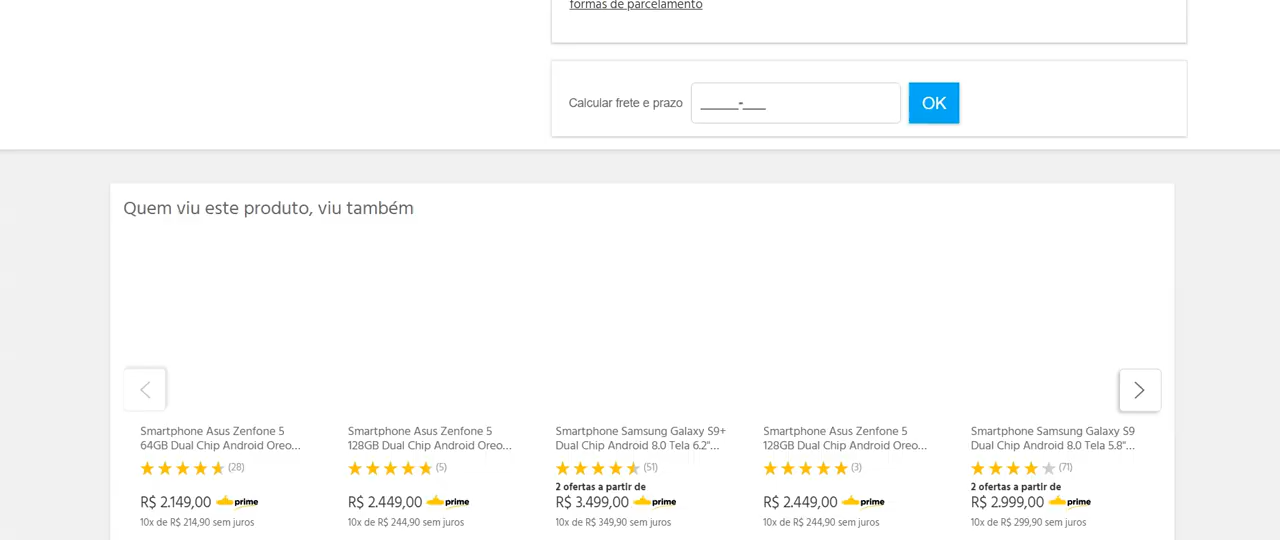 formas de parcelamento
Calcular frete e prazo _____-___ OK
Quem viu este produto, viu também
Smartphone Asus Zenfone 5
64GB Dual Chip Android Oreo...
(28)
R$ 2.149,00 prime
10x de R$ 214,90 sem juros
Smartphone Asus Zenfone 5
128GB Dual Chip Android Oreo...
(5)
R$ 2.449,00 prime
10x de R$ 244,90 sem juros
Smartphone Samsung Galaxy S9+
Dual Chip Android 8.0 Tela 6.2"...
(51)
2 ofertas a partir de
R$ 3.499,00 prime
10x de R$ 349,90 sem juros
Smartphone Asus Zenfone 5
128GB Dual Chip Android Oreo...
(3)
R$ 2.449,00 prime
10x de R$ 244,90 sem juros
Smartphone Samsung Galaxy S9
Dual Chip Android 8.0 Tela 5.8"...
(71)
2 ofertas a partir de
R$ 2.999,00 prime
10x de R$ 299,90 sem juros